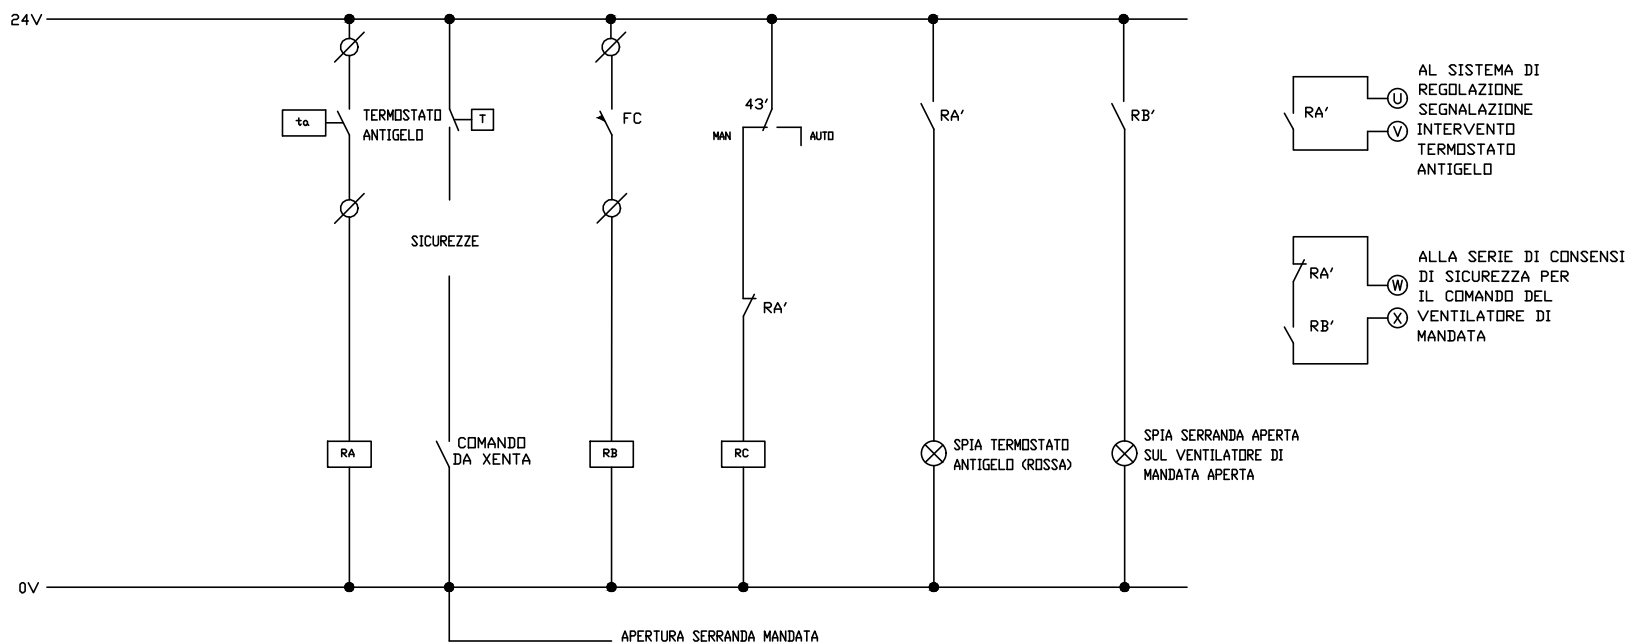 24V
ta
TERMOSTATO
ANTIGELO
T
FC
43'
MAN
AUTO
RA'
RB'
SICUREZZE
RA'
RA
COMANDO
DA XENTA
RB
RC
SPIA TERMOSTATO
ANTIGELO (ROSSA)
SPIA SERRANDA APERTA
SUL VENTILATORE DI
MANDATA APERTA
0V
APERTURA SERRANDA MANDATA
RA'
U
V
AL SISTEMA DI
REGOLAZIONE
SEGNALAZIONE
INTERVENTO
TERMOSTATO
ANTIGELO
RA'
RB'
W
X
ALLA SERIE DI CONSENSI
DI SICUREZZA PER
IL COMANDO DEL
VENTILATORE DI
MANDATA